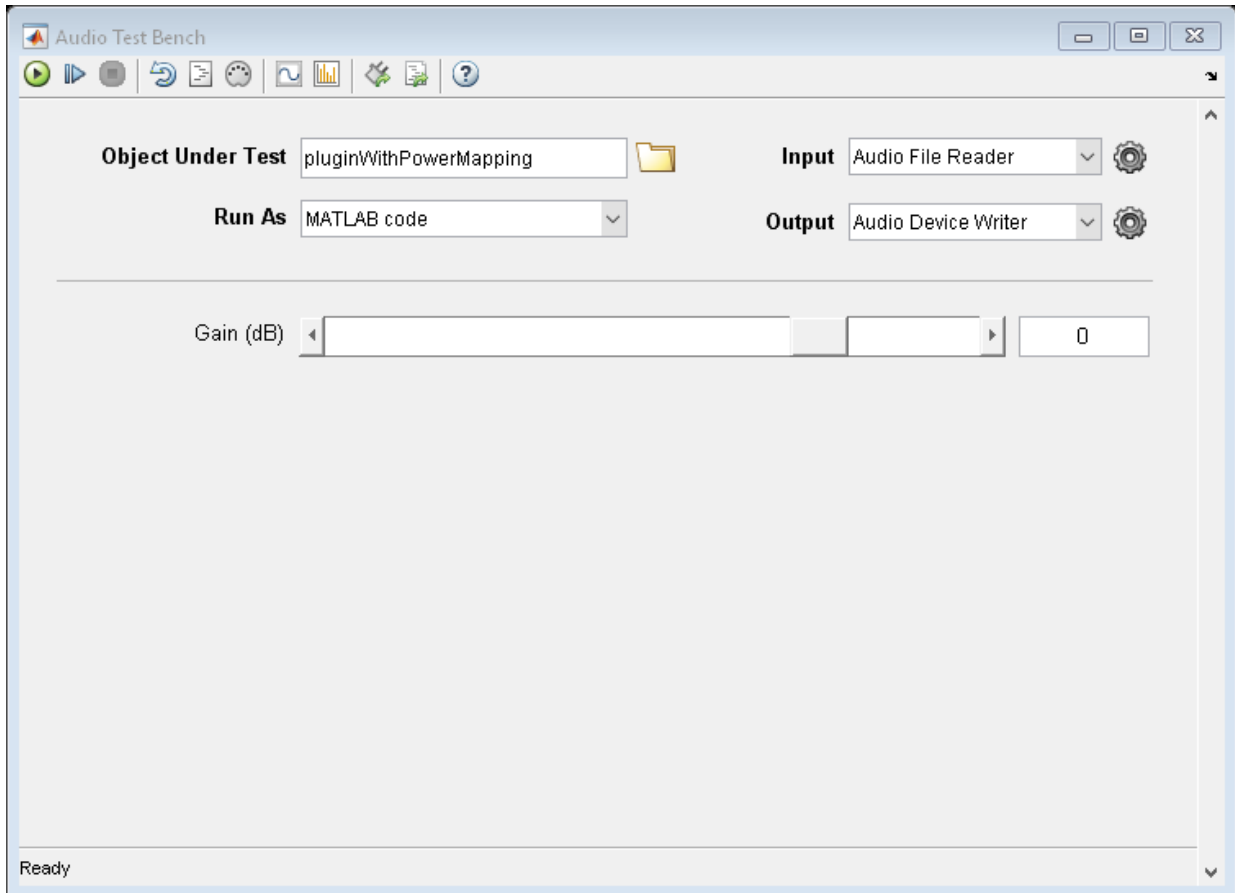 Audio Test Bench
Object Under Test pluginWithPowerMapping Input Audio File Reader
Run As MATLAB code Output Audio Device Writer
Gain (dB) 0
Ready